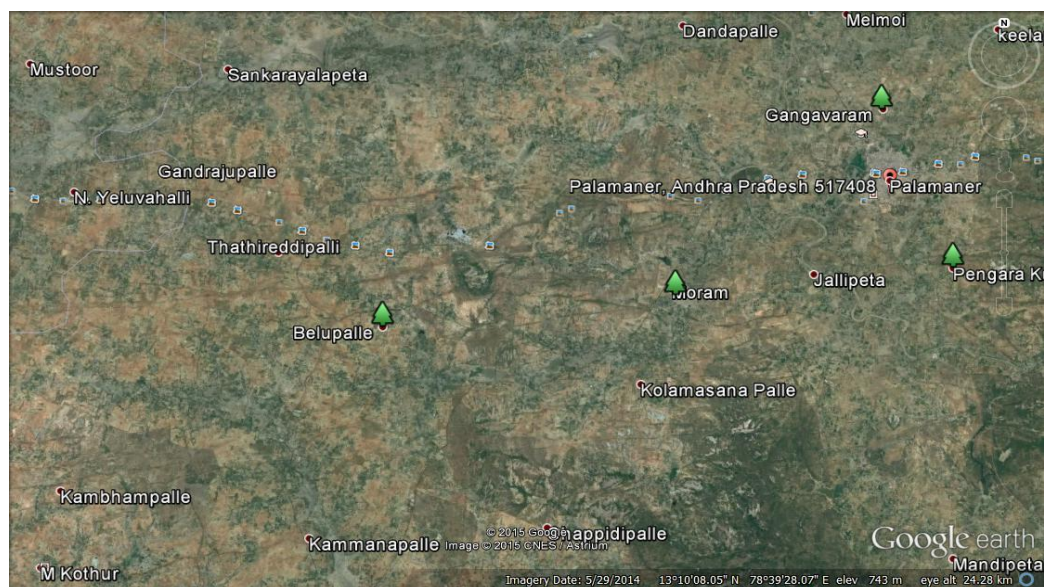 Melmoi
Dandapalle
keela
N
Mustoor
Sankarayalapeta
Gangavaram
Gandrajupalle
Palamaner, Andhra Pradesh 517408
Palamaner
N. Yeluvahalli
Thathireddipalli
Jallipeta
Pengara Ku
Moram
Belupalle
Kolamasana Palle
Kambhampalle
© 2015 Google
Chappidipalle
Kammanapalle
Image © 2015 CNES / Astrium
Google earth
M Kothur
Mandipeta
Imagery Date: 5/29/2014 13°10'08.05" N 78°39'28.07" E elev 743 m eye alt 24.28 km